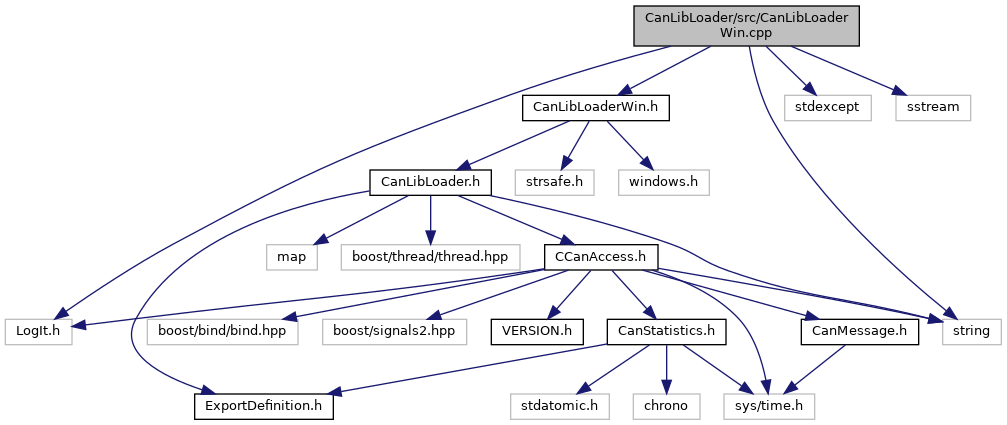 CanLibLoader/src/CanLibLoader
Win.cpp
CanLibLoaderWin.h
stdexcept
sstream
CanLibLoader.h
strsafe.h
windows.h
map
boost/thread/thread.hpp
CCanAccess.h
LogIt.h
boost/bind/bind.hpp
boost/signals2.hpp
VERSION.h
CanStatistics.h
CanMessage.h
string
ExportDefinition.h
stdatomic.h
chrono
sys/time.h